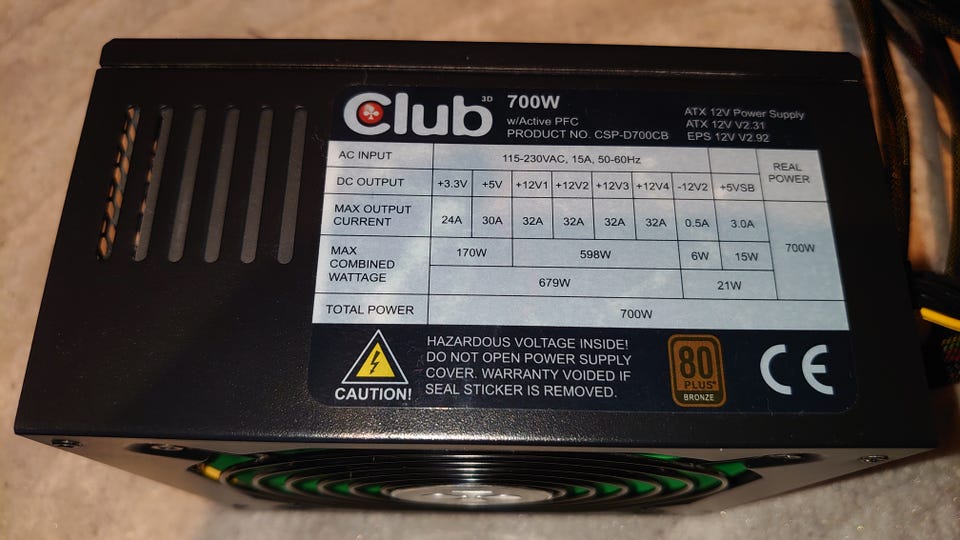 Club 3D
700W
w/Active PFC
PRODUCT NO. CSP-D700CB
ATX 12V Power Supply
ATX 12V V2.31
EPS 12V V2.92
AC INPUT 115-230VAC, 15A, 50-60Hz
REAL POWER
DC OUTPUT +3.3V +5V +12V1 +12V2 +12V3 +12V4 -12V2 +5VSB
MAX OUTPUT CURRENT 24A 30A 32A 32A 32A 32A 0.5A 3.0A
700W
MAX COMBINED WATTAGE 170W 598W 6W 15W
679W 21W
TOTAL POWER 700W
CAUTION!
HAZARDOUS VOLTAGE INSIDE!
DO NOT OPEN POWER SUPPLY
COVER. WARRANTY VOIDED IF
SEAL STICKER IS REMOVED.
80
PLUS®
BRONZE
CE